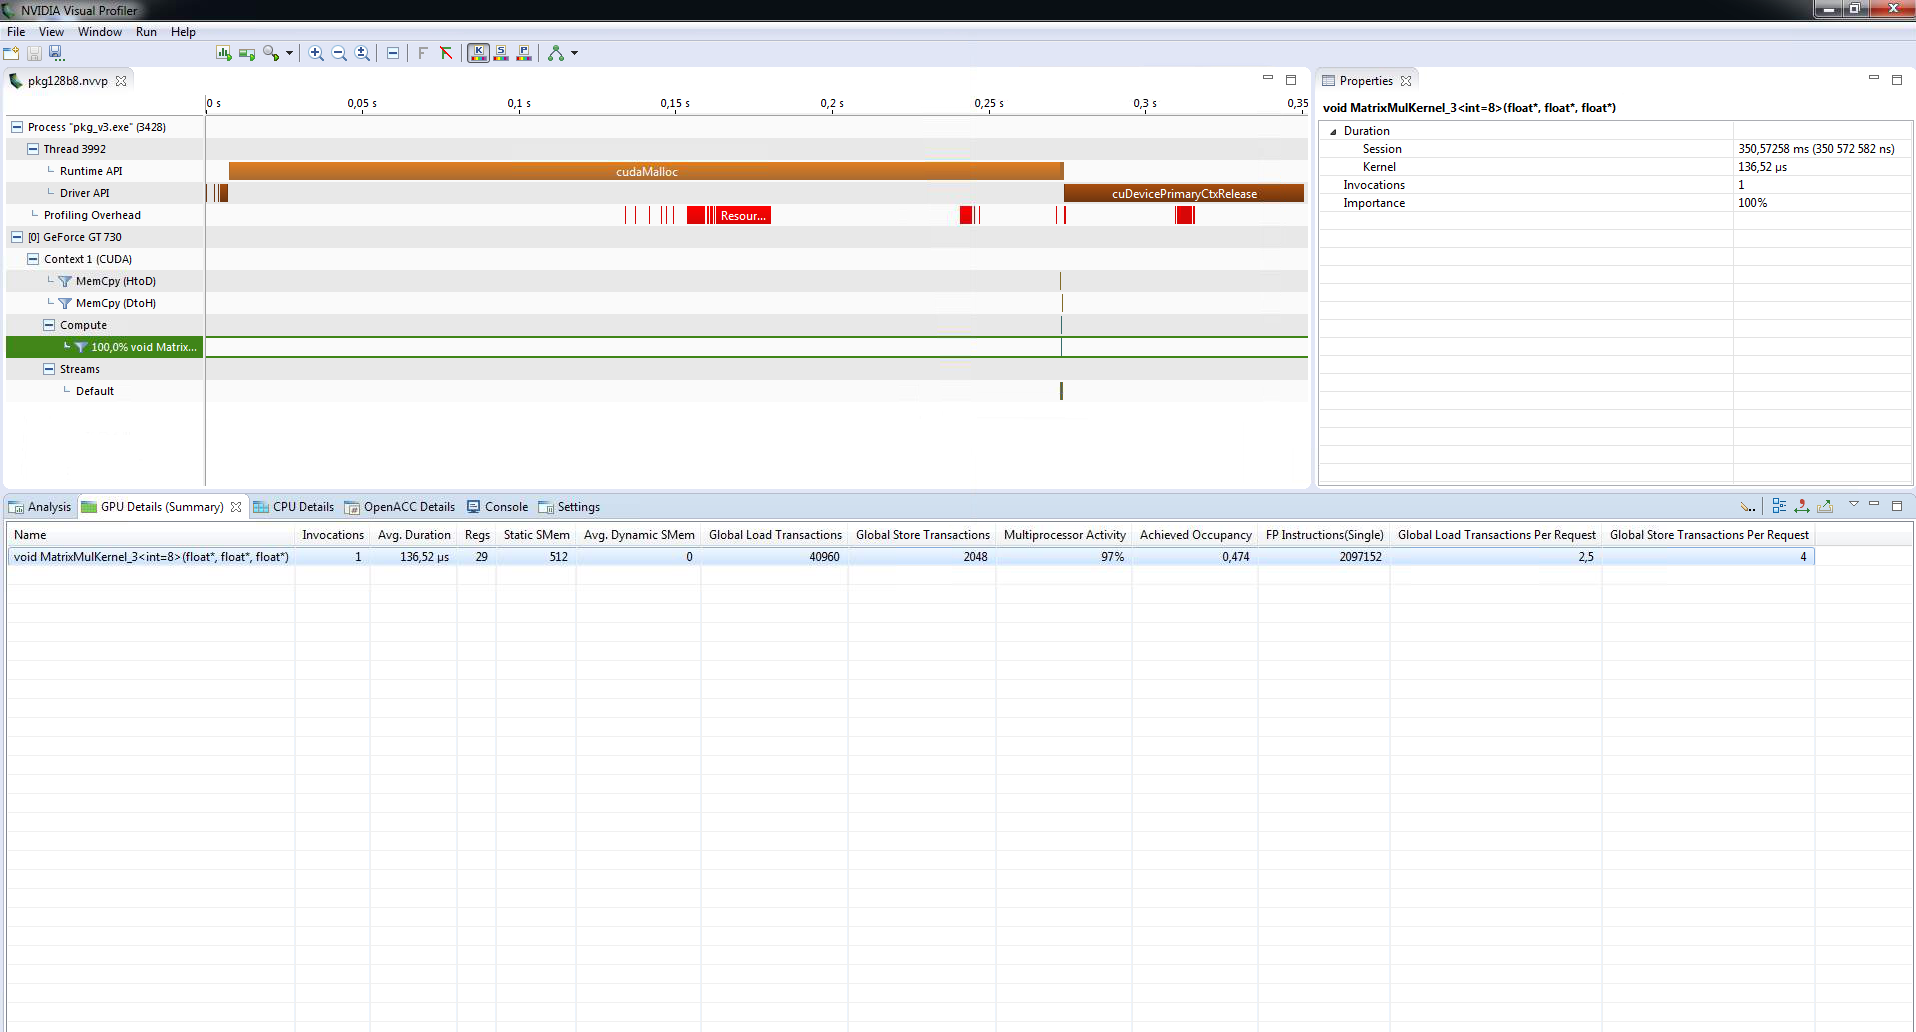 NVIDIA Visual Profiler
File View Window Run Help
F K S P
pkg128b8.nvvp
0 s 0,05 s 0,1 s 0,15 s 0,2 s 0,25 s 0,3 s 0,35
Process "pkg_v3.exe" (3428)
Thread 3992
Runtime API
cudaMalloc
Driver API
cuDevicePrimaryCtxRelease
Profiling Overhead
Resour...
[0] GeForce GT 730
Context 1 (CUDA)
MemCpy (HtoD)
MemCpy (DtoH)
Compute
100,0% void Matrix...
Streams
Default
Properties
void MatrixMulKernel_3<int=8>(float*, float*, float*)
Duration
Session 350,57258 ms (350 572 582 ns)
Kernel 136,52 µs
Invocations 1
Importance 100%
Analysis GPU Details (Summary) CPU Details OpenACC Details Console Settings
Name Invocations Avg. Duration Regs Static SMem Avg. Dynamic SMem Global Load Transactions Global Store Transactions Multiprocessor Activity Achieved Occupancy FP Instructions(Single) Global Load Transactions Per Request Global Store Transactions Per Request
void MatrixMulKernel_3<int=8>(float*, float*, float*) 1 136,52 µs 29 512 0 40960 2048 97% 0,474 2097152 2,5 4